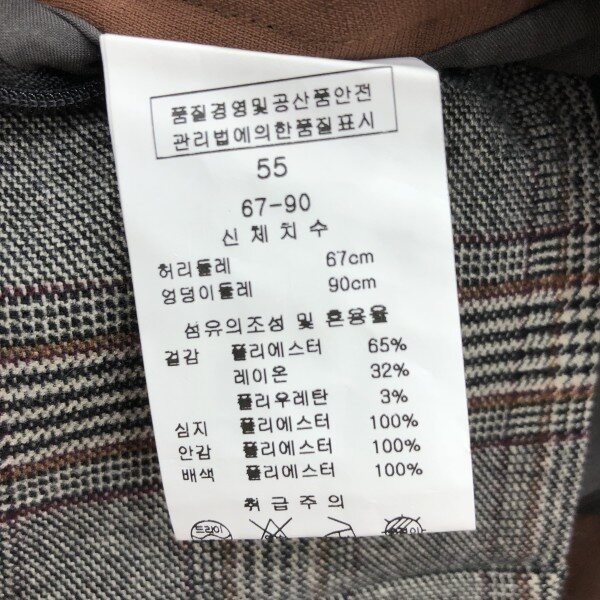 품질경영및공산품안전
관리법에의한품질표시
55
67-90
신체치수
허리둘레 67cm
엉덩이둘레 90cm
섬유의조성 및 혼용율
겉감 폴리에스터 65%
레이온 32%
폴리우레탄 3%
심지 폴리에스터 100%
안감 폴리에스터 100%
배색 폴리에스터 100%
취급주의
드라이